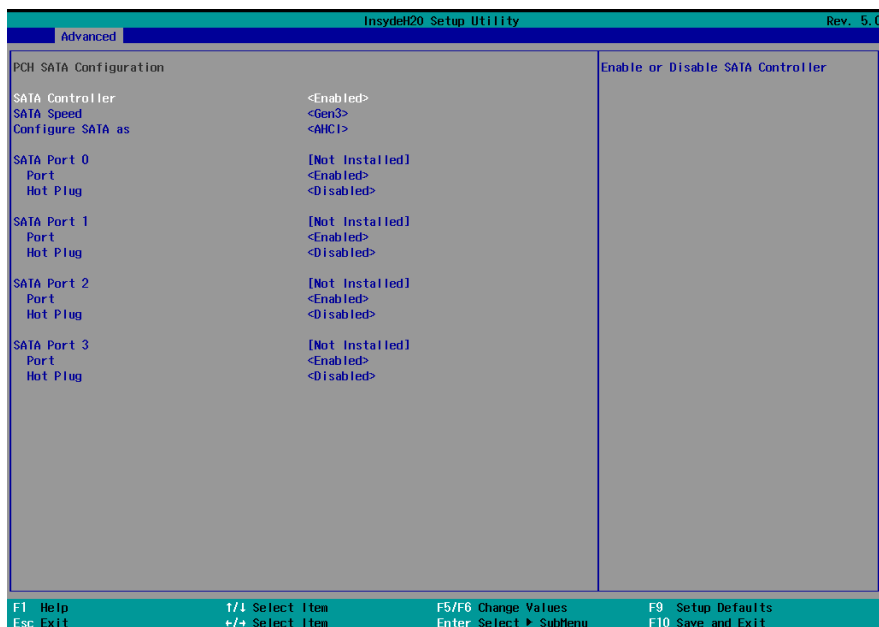 InsydeH20 Setup Utility Rev. 5.0
Advanced
PCH SATA Configuration
Enable or Disable SATA Controller
SATA Controller <Enabled>
SATA Speed <Gen3>
Configure SATA as <AHCI>
SATA Port 0 [Not Installed]
Port <Enabled>
Hot Plug <Disabled>
SATA Port 1 [Not Installed]
Port <Enabled>
Hot Plug <Disabled>
SATA Port 2 [Not Installed]
Port <Enabled>
Hot Plug <Disabled>
SATA Port 3 [Not Installed]
Port <Enabled>
Hot Plug <Disabled>
F1 Help ↑/↓ Select Item F5/F6 Change Values F9 Setup Defaults
Esc Exit ←/→ Select Item Enter Select ▶ SubMenu F10 Save and Exit